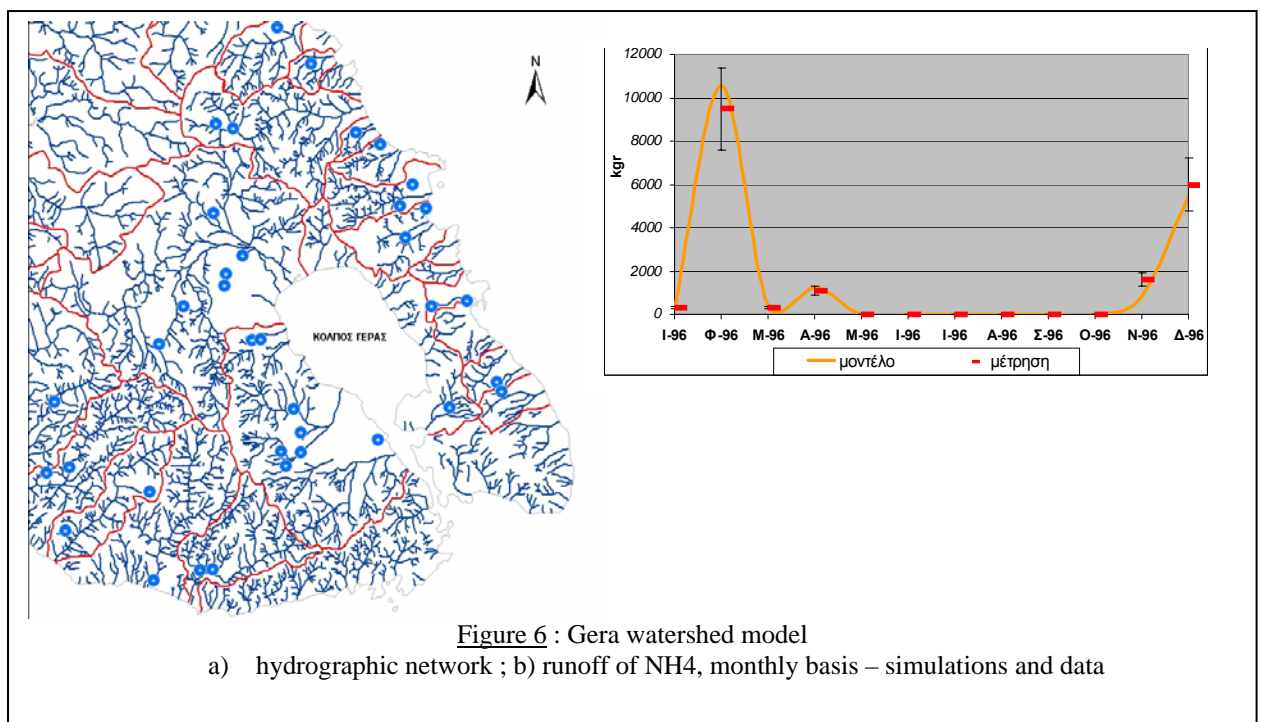 N
ΚΟΛΠΟΣ ΓΕΡΑΣ
12000
10000
8000
6000
4000
2000
0
kgr
Ι-96 Φ-96 Μ-96 Α-96 Μ-96 Ι-96 Ι-96 Α-96 Σ-96 Ο-96 Ν-96 Δ-96
μοντέλο μέτρηση
Figure 6 : Gera watershed model
a) hydrographic network ; b) runoff of NH4, monthly basis – simulations and data